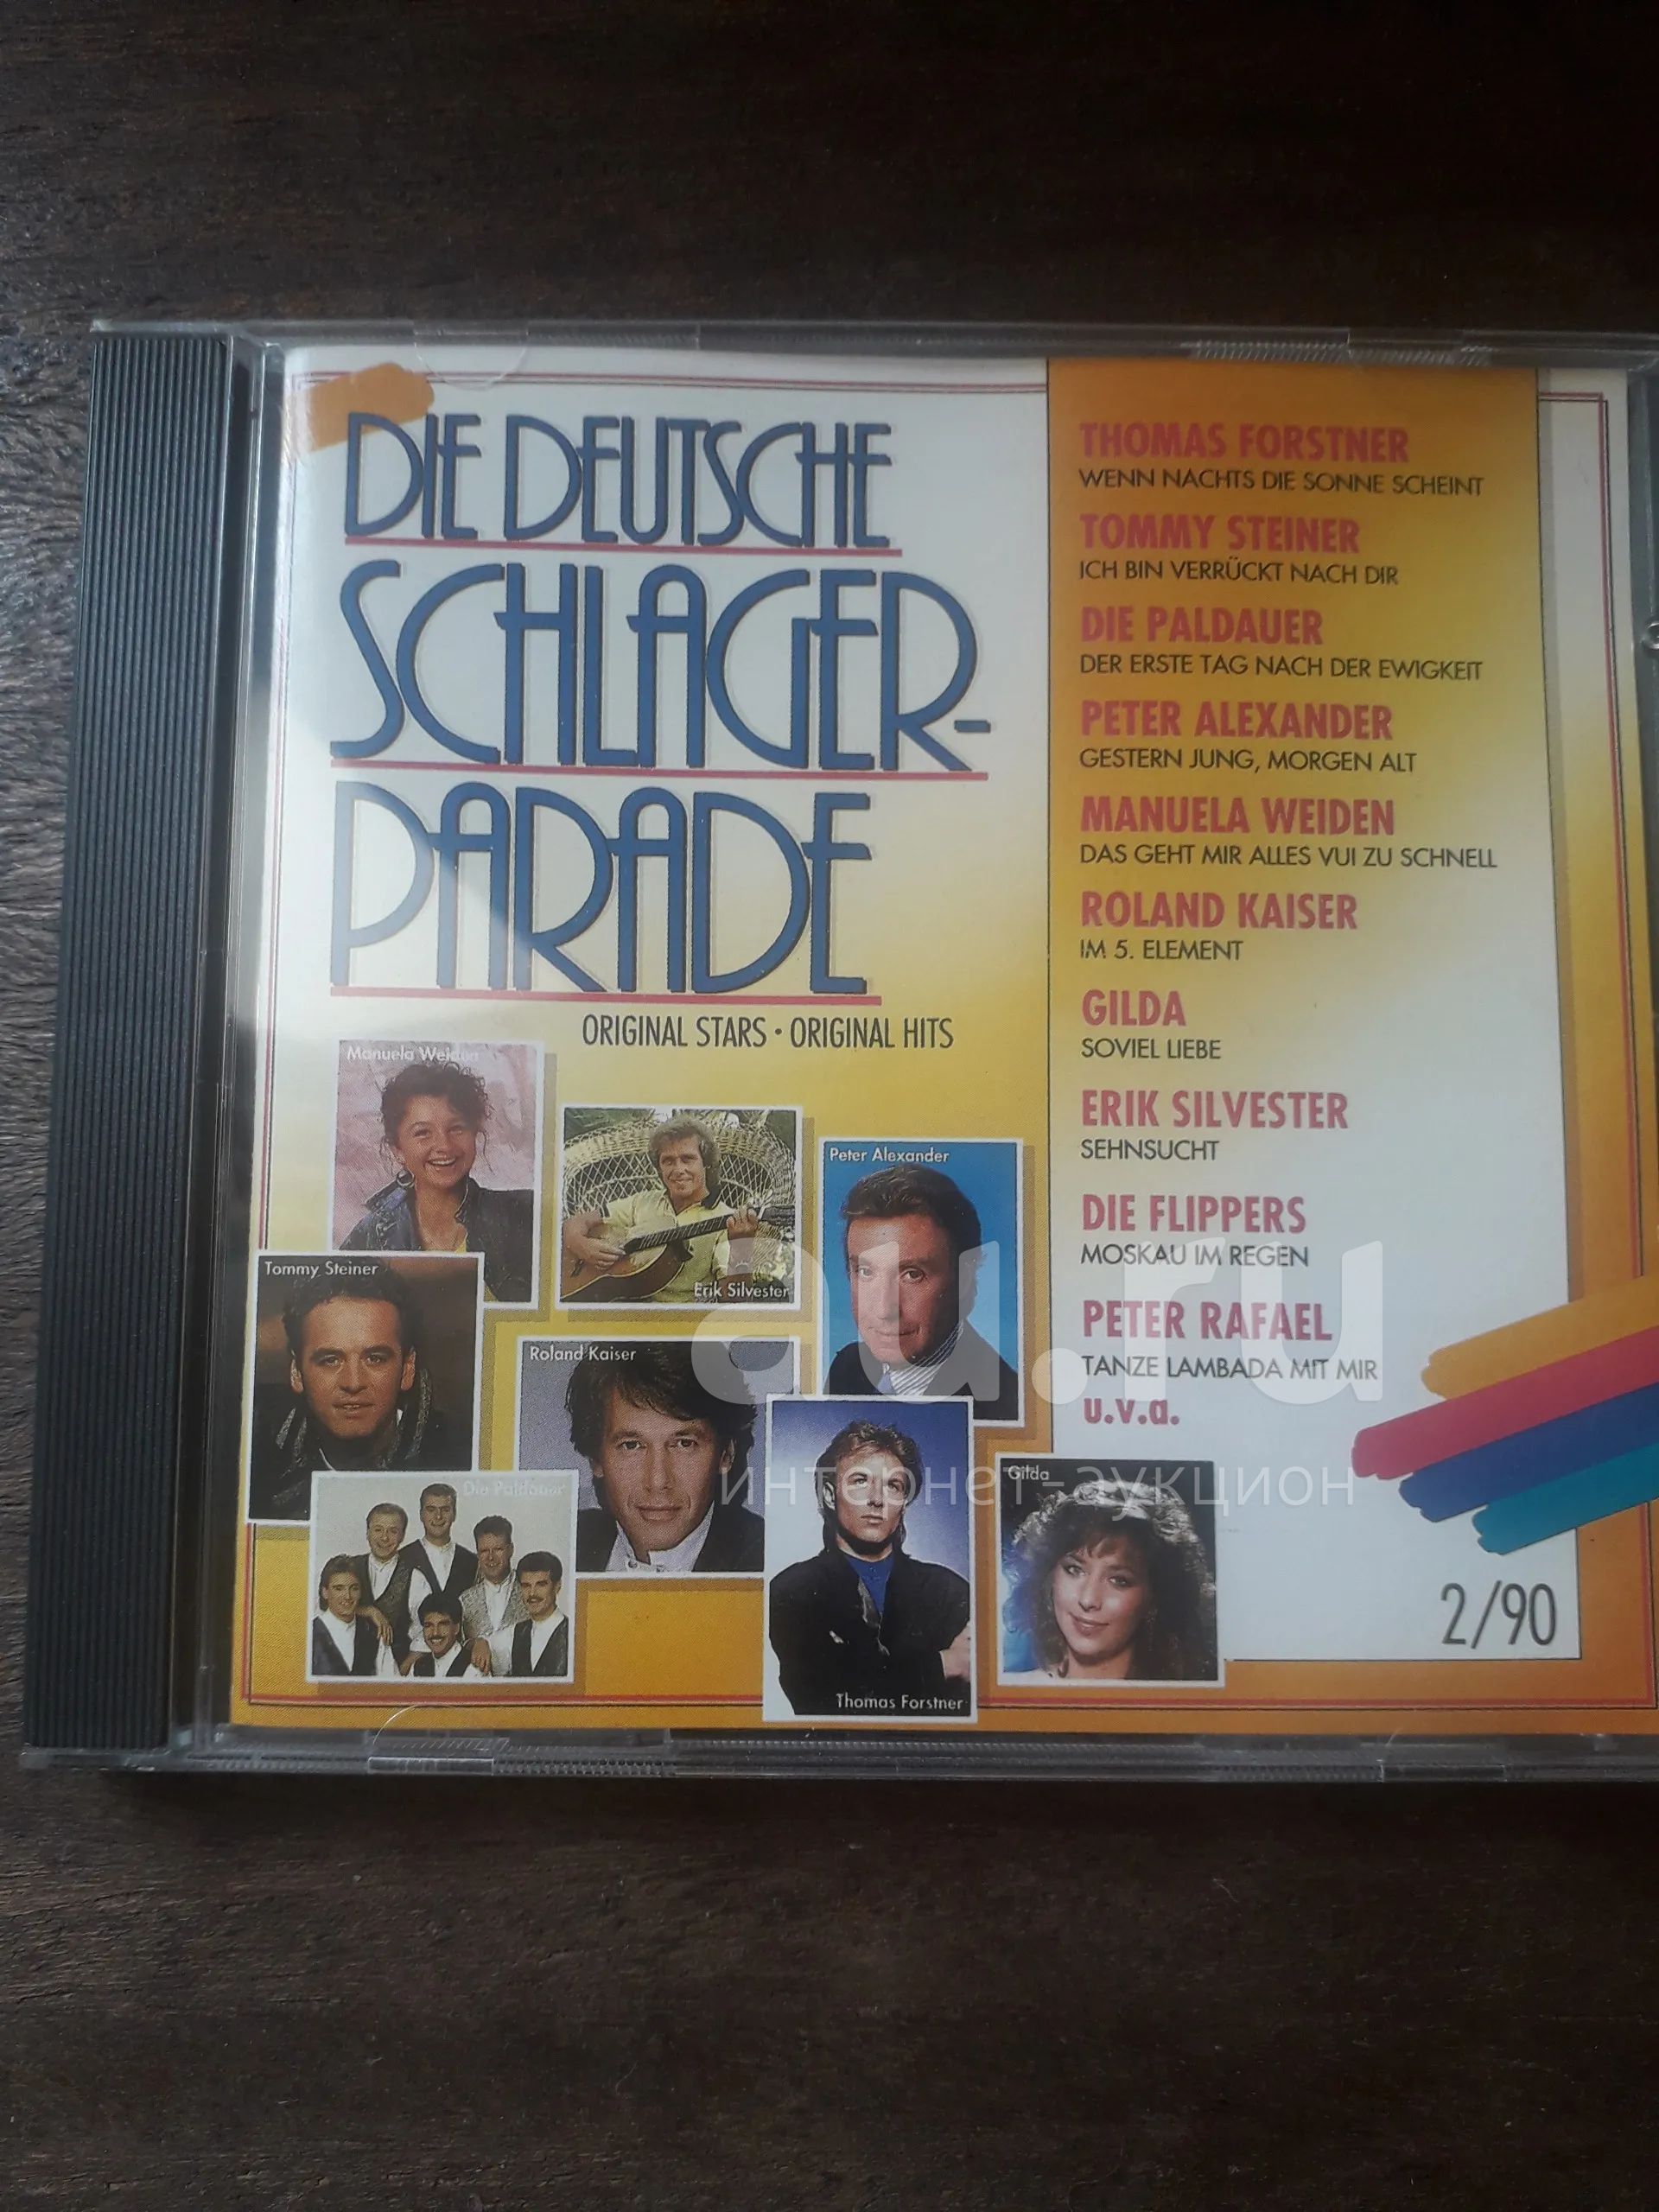 DIE DEUTSCHE
SCHLAGER-
PARADE
ORIGINAL STARS · ORIGINAL HITS
THOMAS FORSTNER
WENN NACHTS DIE SONNE SCHEINT
TOMMY STEINER
ICH BIN VERRÜCKT NACH DIR
DIE PALDAUER
DER ERSTE TAG NACH DER EWIGKEIT
PETER ALEXANDER
GESTERN JUNG, MORGEN ALT
MANUELA WEIDEN
DAS GEHT MIR ALLES VUI ZU SCHNELL
ROLAND KAISER
IM 5. ELEMENT
GILDA
SOVIEL LIEBE
ERIK SILVESTER
SEHNSUCHT
DIE FLIPPERS
MOSKAU IM REGEN
PETER RAFAEL
TANZE LAMBADA MIT MIR
u.v.a.
2/90
Manuela Weiden
Erik Silvester
Peter Alexander
Tommy Steiner
Roland Kaiser
Die Paldauer
Thomas Forstner
Gilda
au.ru
интернет-аукцион